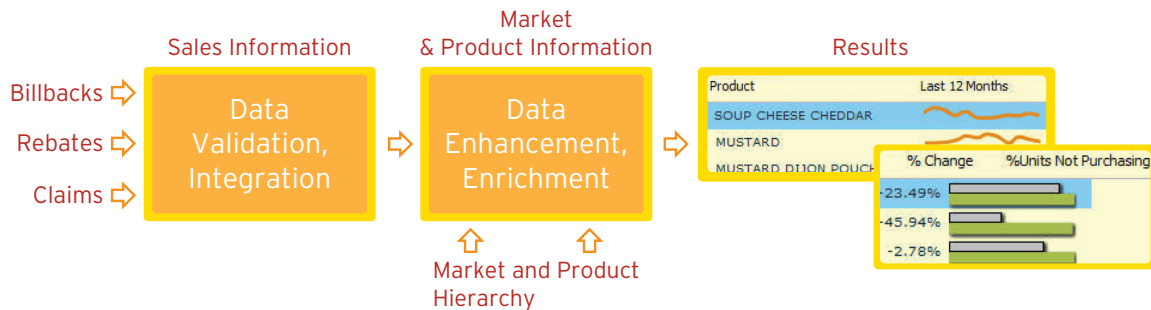 Sales Information
Market
& Product Information
Results
Billbacks
Rebates
Claims
Data
Validation,
Integration
Data
Enhancement,
Enrichment
Market and Product
Hierarchy
Product Last 12 Months
SOUP CHEESE CHEDDAR
MUSTARD
MUSTARD DIJON POUCH
% Change %Units Not Purchasing
-23.49%
-45.94%
-2.78%